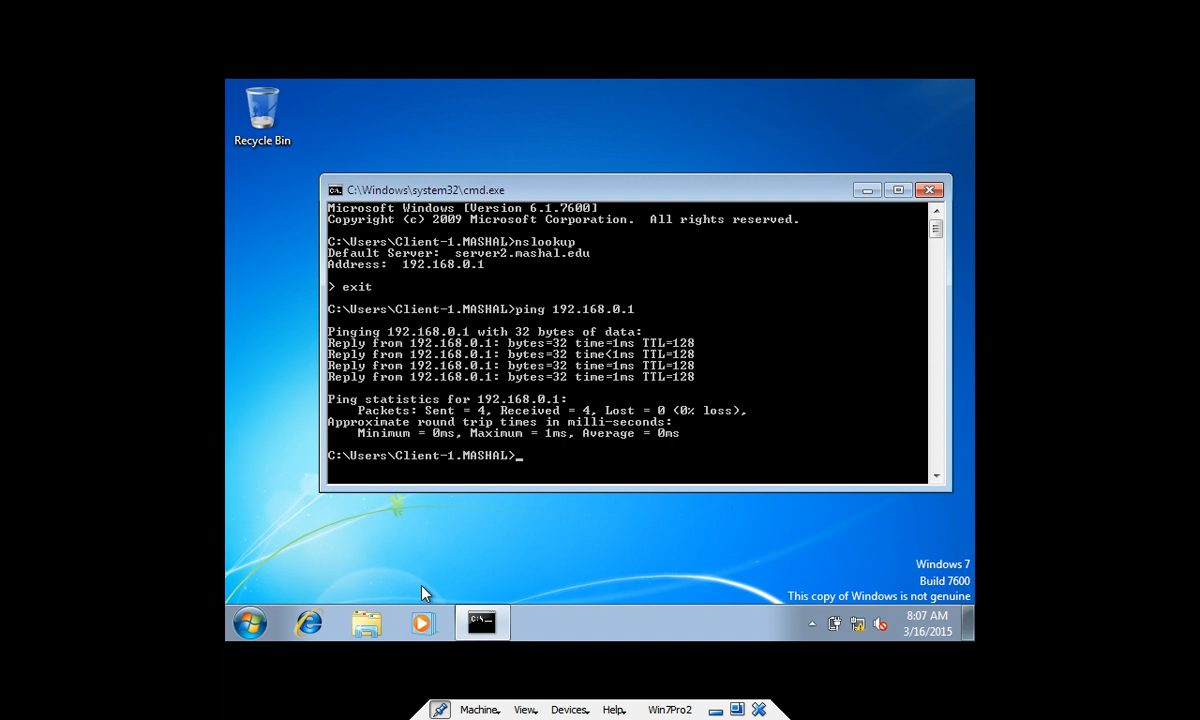 Recycle Bin
C:\Windows\system32\cmd.exe
Microsoft Windows [Version 6.1.7600]
Copyright (c) 2009 Microsoft Corporation.  All rights reserved.
C:\Users\Client-1.MASHAL>nslookup
Default Server:  server2.mashal.edu
Address:  192.168.0.1
> exit
C:\Users\Client-1.MASHAL>ping 192.168.0.1
Pinging 192.168.0.1 with 32 bytes of data:
Reply from 192.168.0.1: bytes=32 time=1ms TTL=128
Reply from 192.168.0.1: bytes=32 time<1ms TTL=128
Reply from 192.168.0.1: bytes=32 time=1ms TTL=128
Reply from 192.168.0.1: bytes=32 time=1ms TTL=128
Ping statistics for 192.168.0.1:
Packets: Sent = 4, Received = 4, Lost = 0 (0% loss),
Approximate round trip times in milli-seconds:
Minimum = 0ms, Maximum = 1ms, Average = 0ms
C:\Users\Client-1.MASHAL>_
Windows 7
Build 7600
This copy of Windows is not genuine
8:07 AM
3/16/2015
Machine View Devices Help Win7Pro2